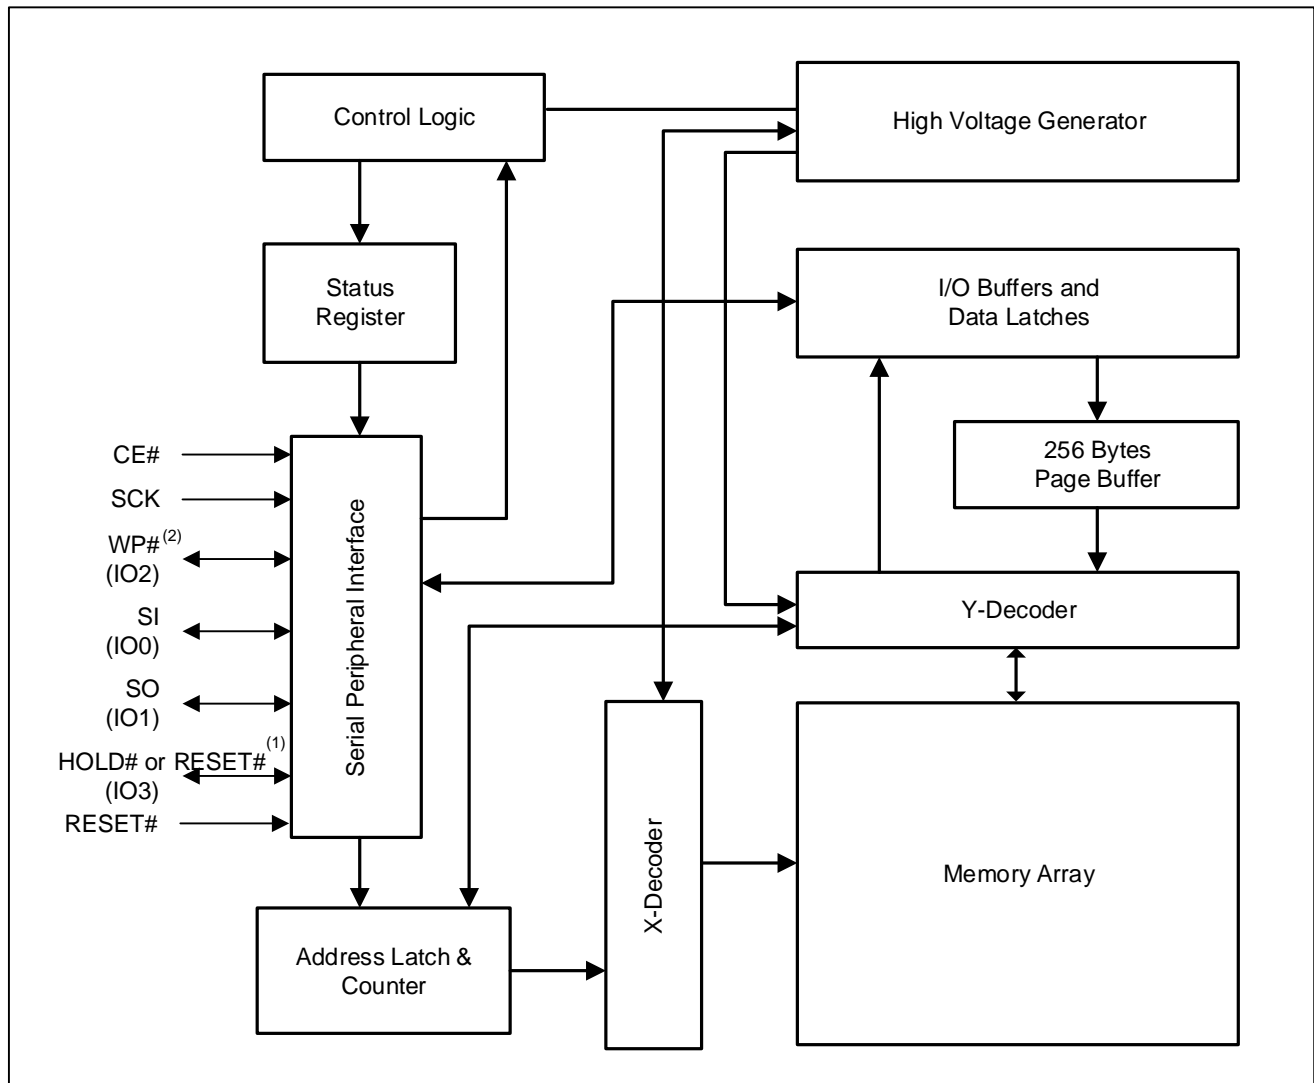 Control Logic
High Voltage Generator
Status
Register
I/O Buffers and
Data Latches
256 Bytes
Page Buffer
CE#
SCK
WP# (2)
(IO2)
SI
(IO0)
SO
(IO1)
HOLD# or RESET# (1)
(IO3)
RESET#
Serial Peripheral Interface
Y-Decoder
X-Decoder
Memory Array
Address Latch &
Counter